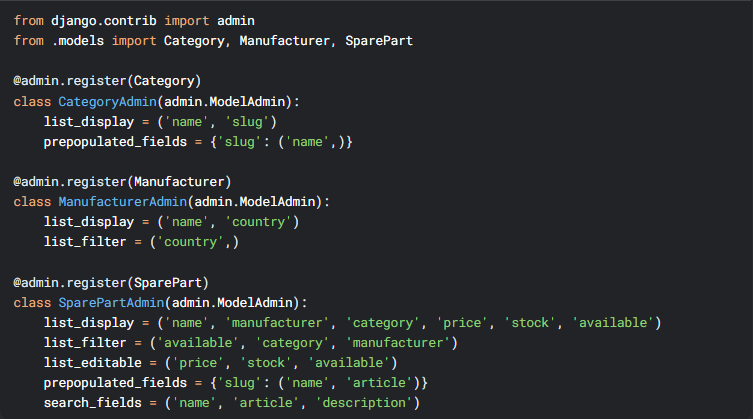 from django.contrib import admin
from .models import Category, Manufacturer, SparePart

@admin.register(Category)
class CategoryAdmin(admin.ModelAdmin):
    list_display = ('name', 'slug')
    prepopulated_fields = {'slug': ('name',)}

@admin.register(Manufacturer)
class ManufacturerAdmin(admin.ModelAdmin):
    list_display = ('name', 'country')
    list_filter = ('country',)

@admin.register(SparePart)
class SparePartAdmin(admin.ModelAdmin):
    list_display = ('name', 'manufacturer', 'category', 'price', 'stock', 'available')
    list_filter = ('available', 'category', 'manufacturer')
    list_editable = ('price', 'stock', 'available')
    prepopulated_fields = {'slug': ('name', 'article')}
    search_fields = ('name', 'article', 'description')